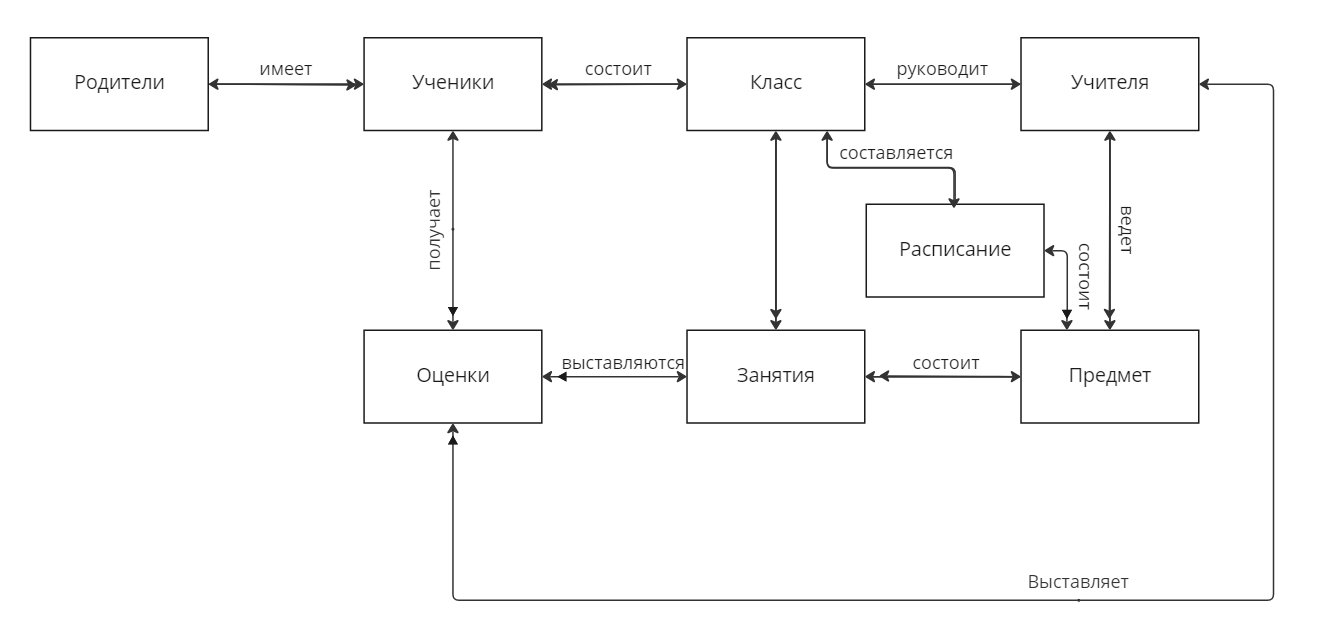 Родители
имеет
Ученики
состоит
Класс
руководит
Учителя
получает
составляется
Расписание
состоит
ведет
Оценки
выставляются
Занятия
состоит
Предмет
Выставляет